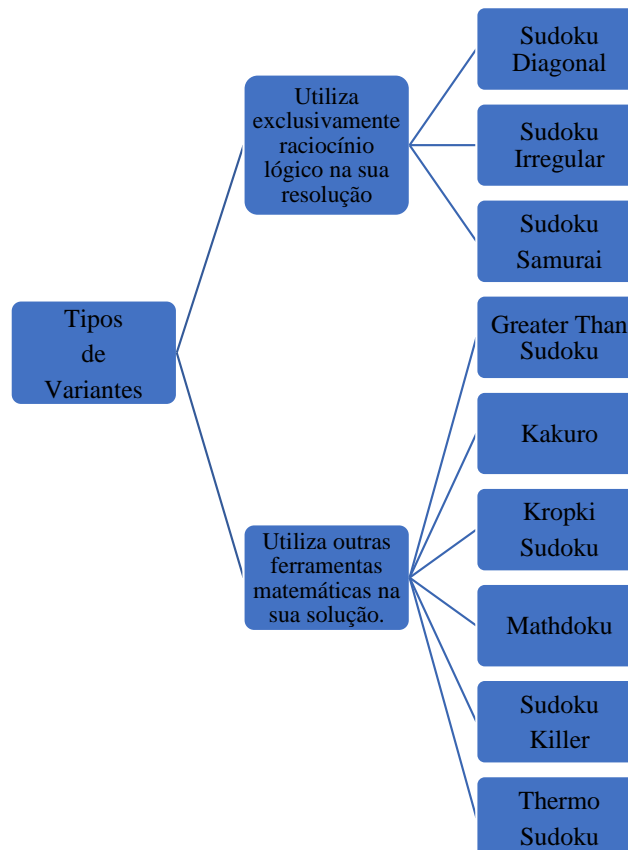 Tipos
de
Variantes
Utiliza
exclusivamente
raciocínio
lógico na sua
resolução
Sudoku
Diagonal
Sudoku
Irregular
Sudoku
Samurai
Utiliza outras
ferramentas
matemáticas na
sua solução.
Greater Than
Sudoku
Kakuro
Kropki
Sudoku
Mathdoku
Sudoku
Killer
Thermo
Sudoku